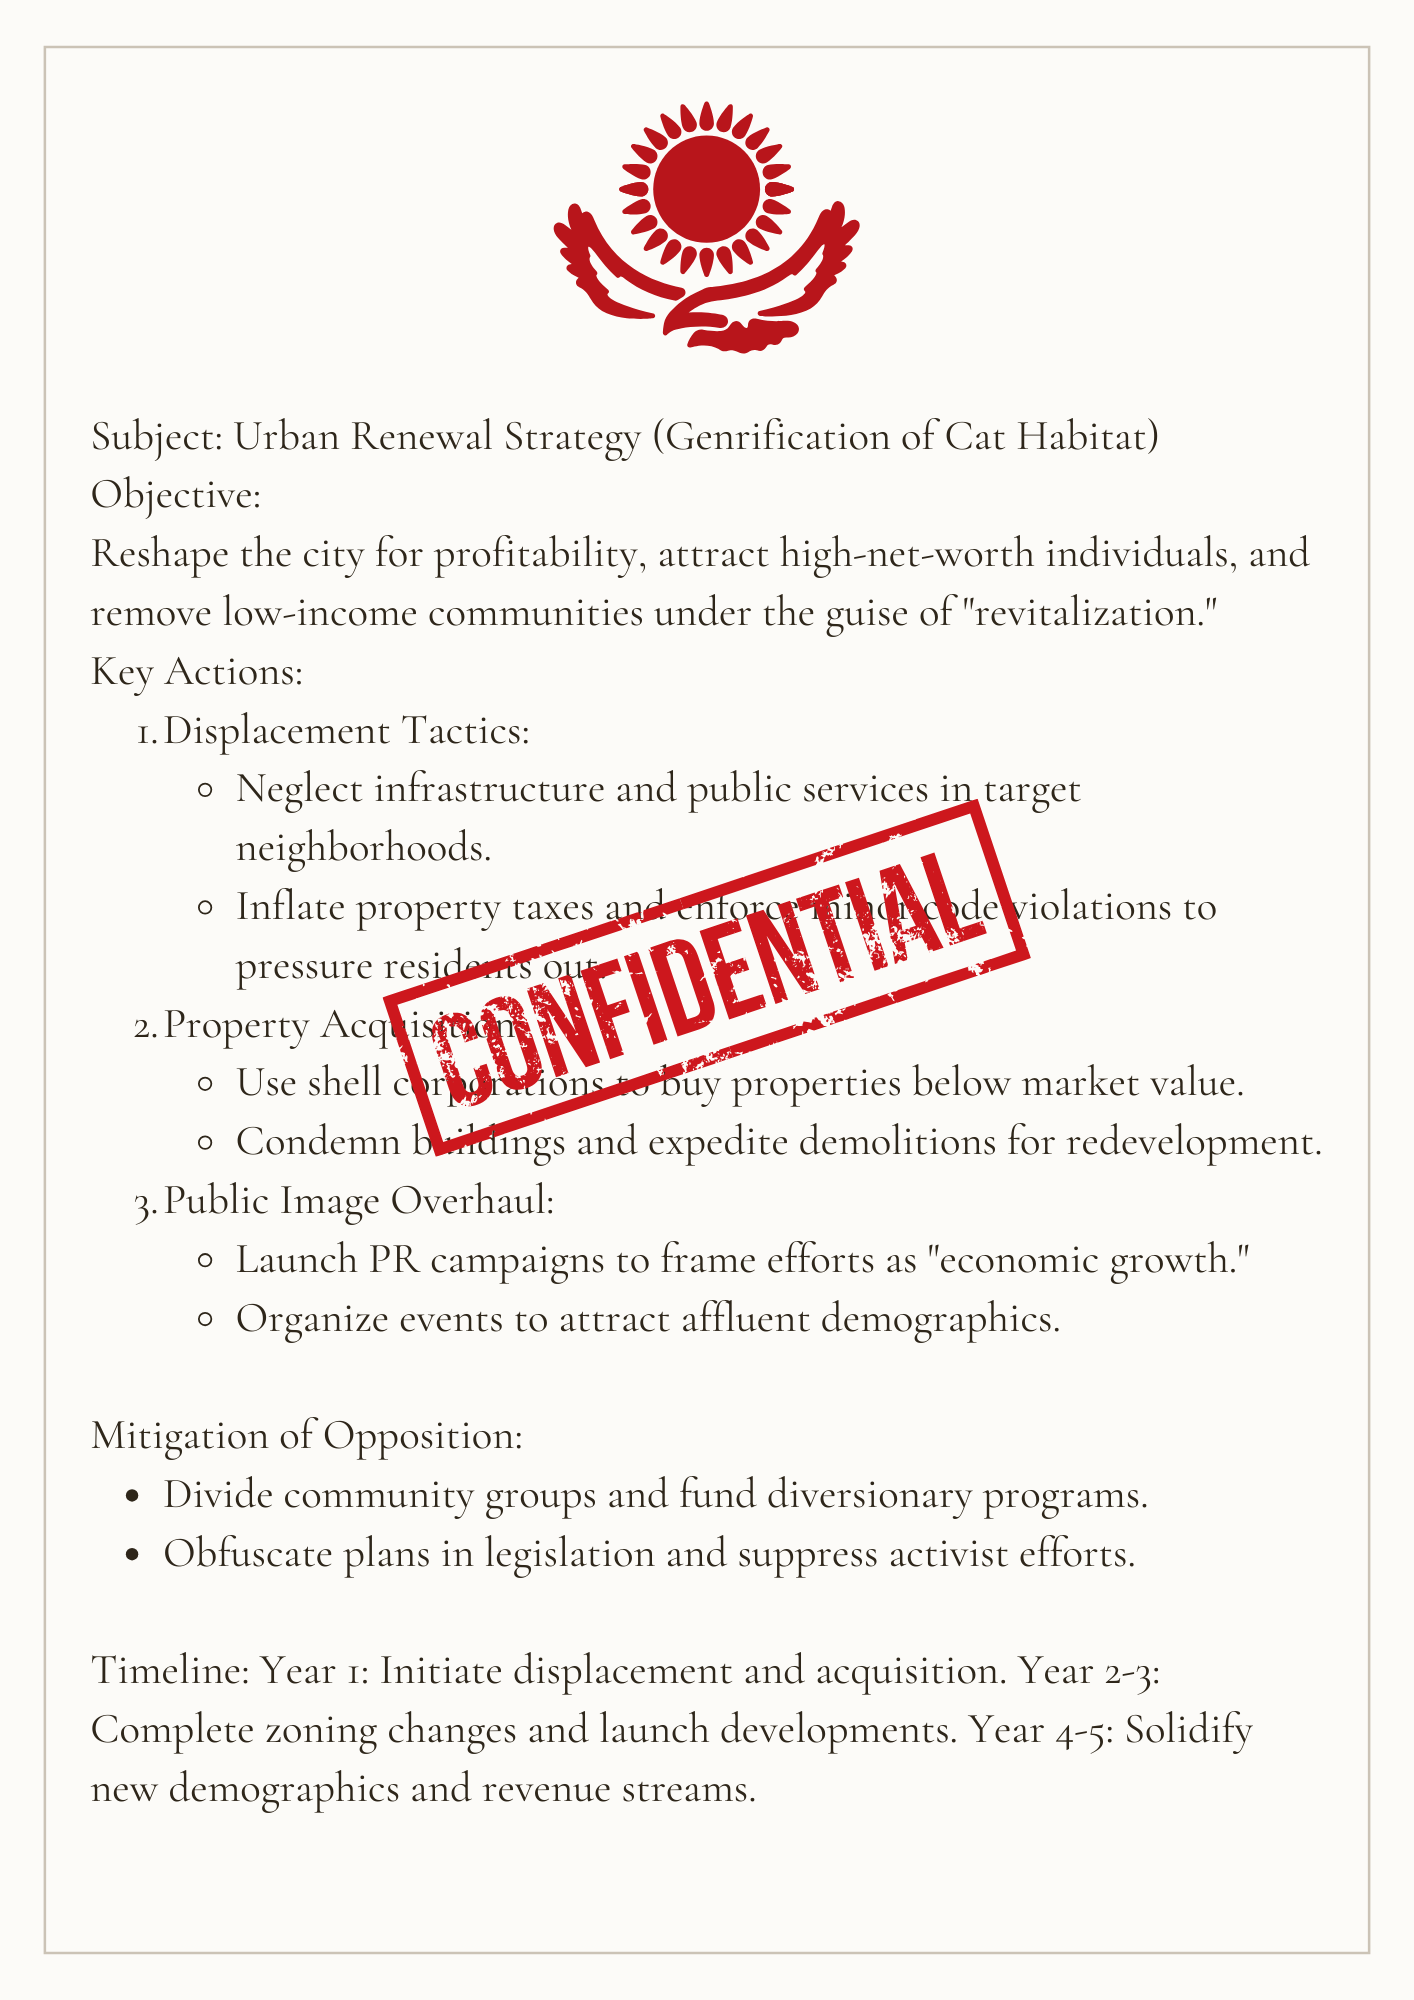 Subject: Urban Renewal Strategy (Genrification of Cat Habitat)
Objective:
Reshape the city for profitability, attract high-net-worth individuals, and
remove low-income communities under the guise of "revitalization."
Key Actions:
1. Displacement Tactics:
Neglect infrastructure and public services in target
neighborhoods.
Inflate property taxes and enforce minor code violations to
pressure residents out.
CONFIDENTIAL
2. Property Acquisition:
Use shell corporations to buy properties below market value.
Condemn buildings and expedite demolitions for redevelopment.
3. Public Image Overhaul:
Launch PR campaigns to frame efforts as "economic growth."
Organize events to attract affluent demographics.
Mitigation of Opposition:
Divide community groups and fund diversionary programs.
Obfuscate plans in legislation and suppress activist efforts.
Timeline: Year 1: Initiate displacement and acquisition. Year 2-3:
Complete zoning changes and launch developments. Year 4-5: Solidify
new demographics and revenue streams.